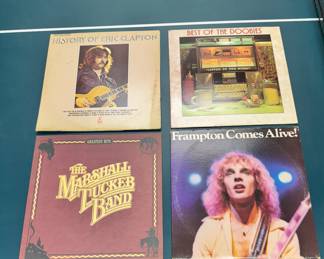 HISTORY OF ERIC CLAPTON
BEST OF THE DOOBIES
GREATEST HITS
THE
MARSHALL
TUCKER
BAND
Frampton Comes Alive!